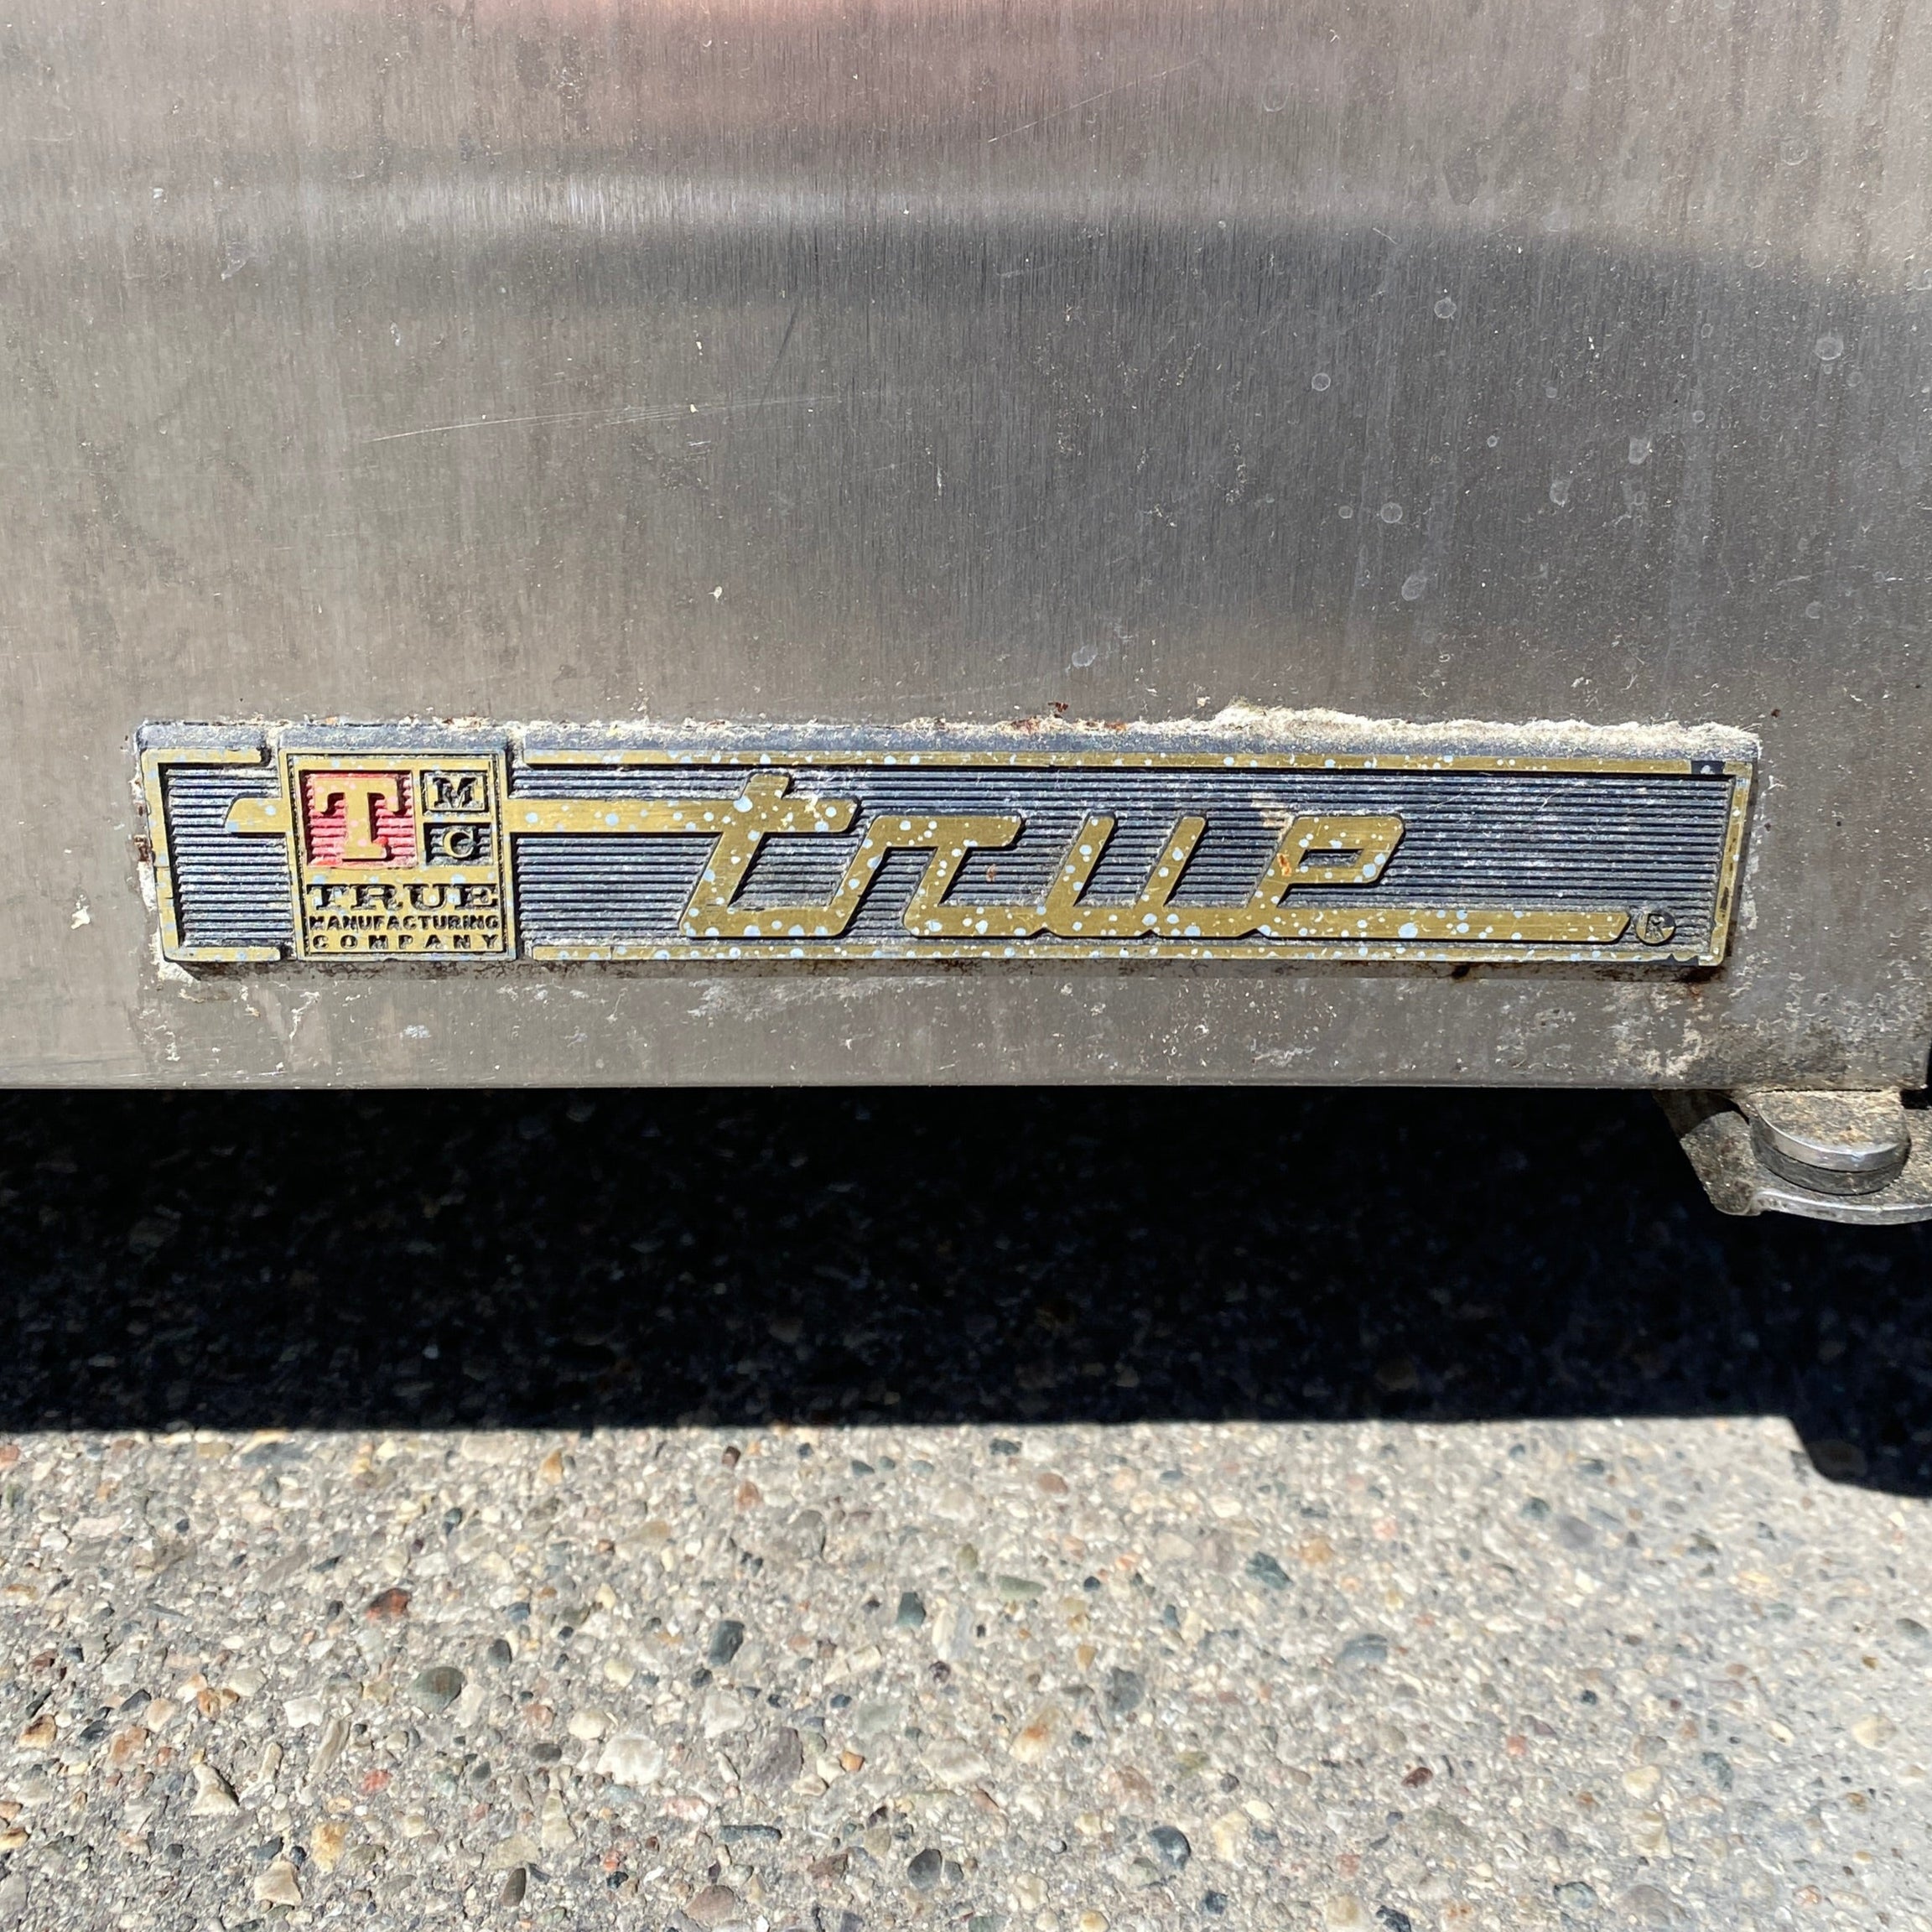 T M
C
TRUE
MANUFACTURING
COMPANY
true ®